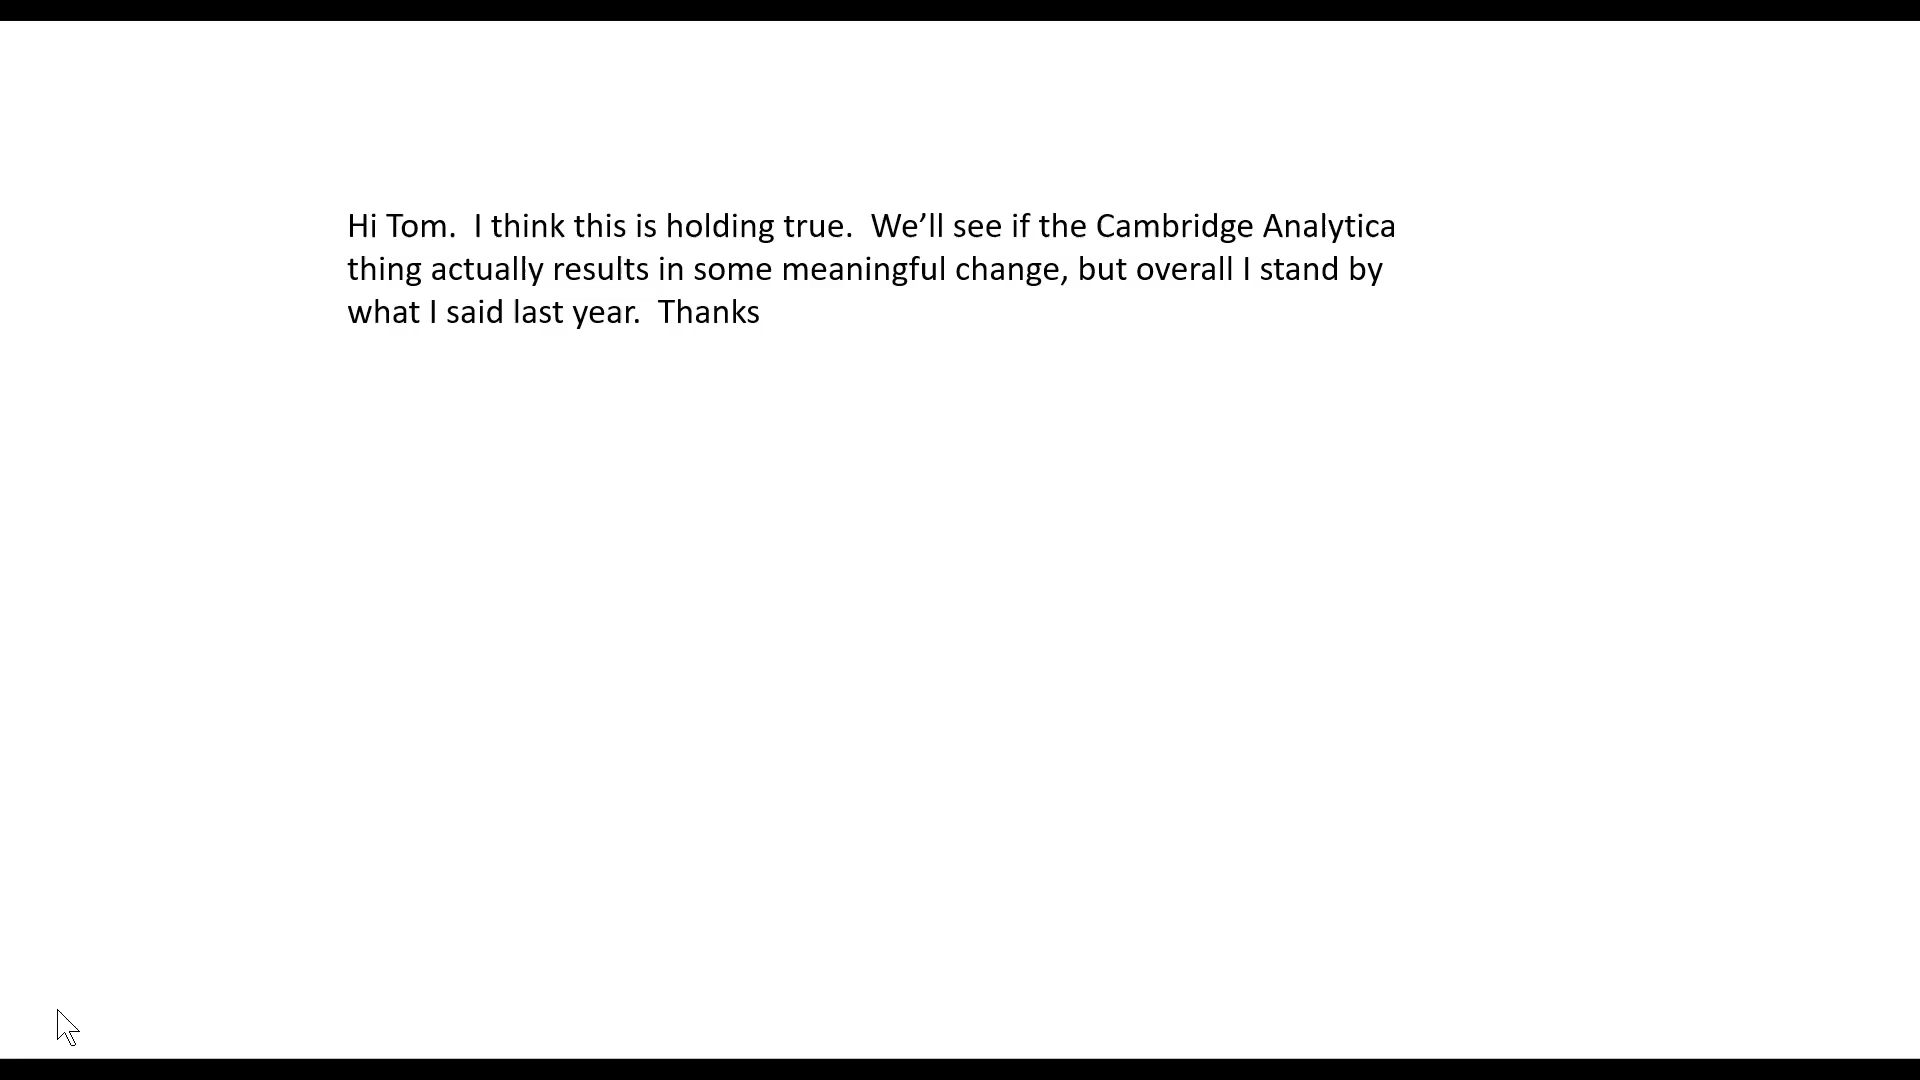 Hi Tom.  I think this is holding true.  We’ll see if the Cambridge Analytica
thing actually results in some meaningful change, but overall I stand by
what I said last year.  Thanks